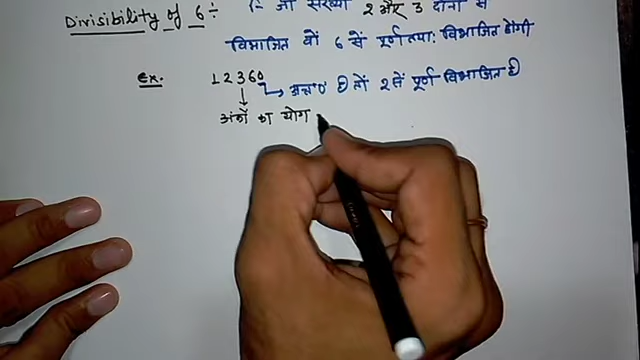 Divisibility of 6 :- जो संख्या 2 और 3 दोनों से
विभाजित वों 6 सें पूर्णतया: विभाजित होंगी
ex. 12360 → अन्त '0' हैं तों 2 सें पूर्ण विभाजित हैं
अंकों का योग